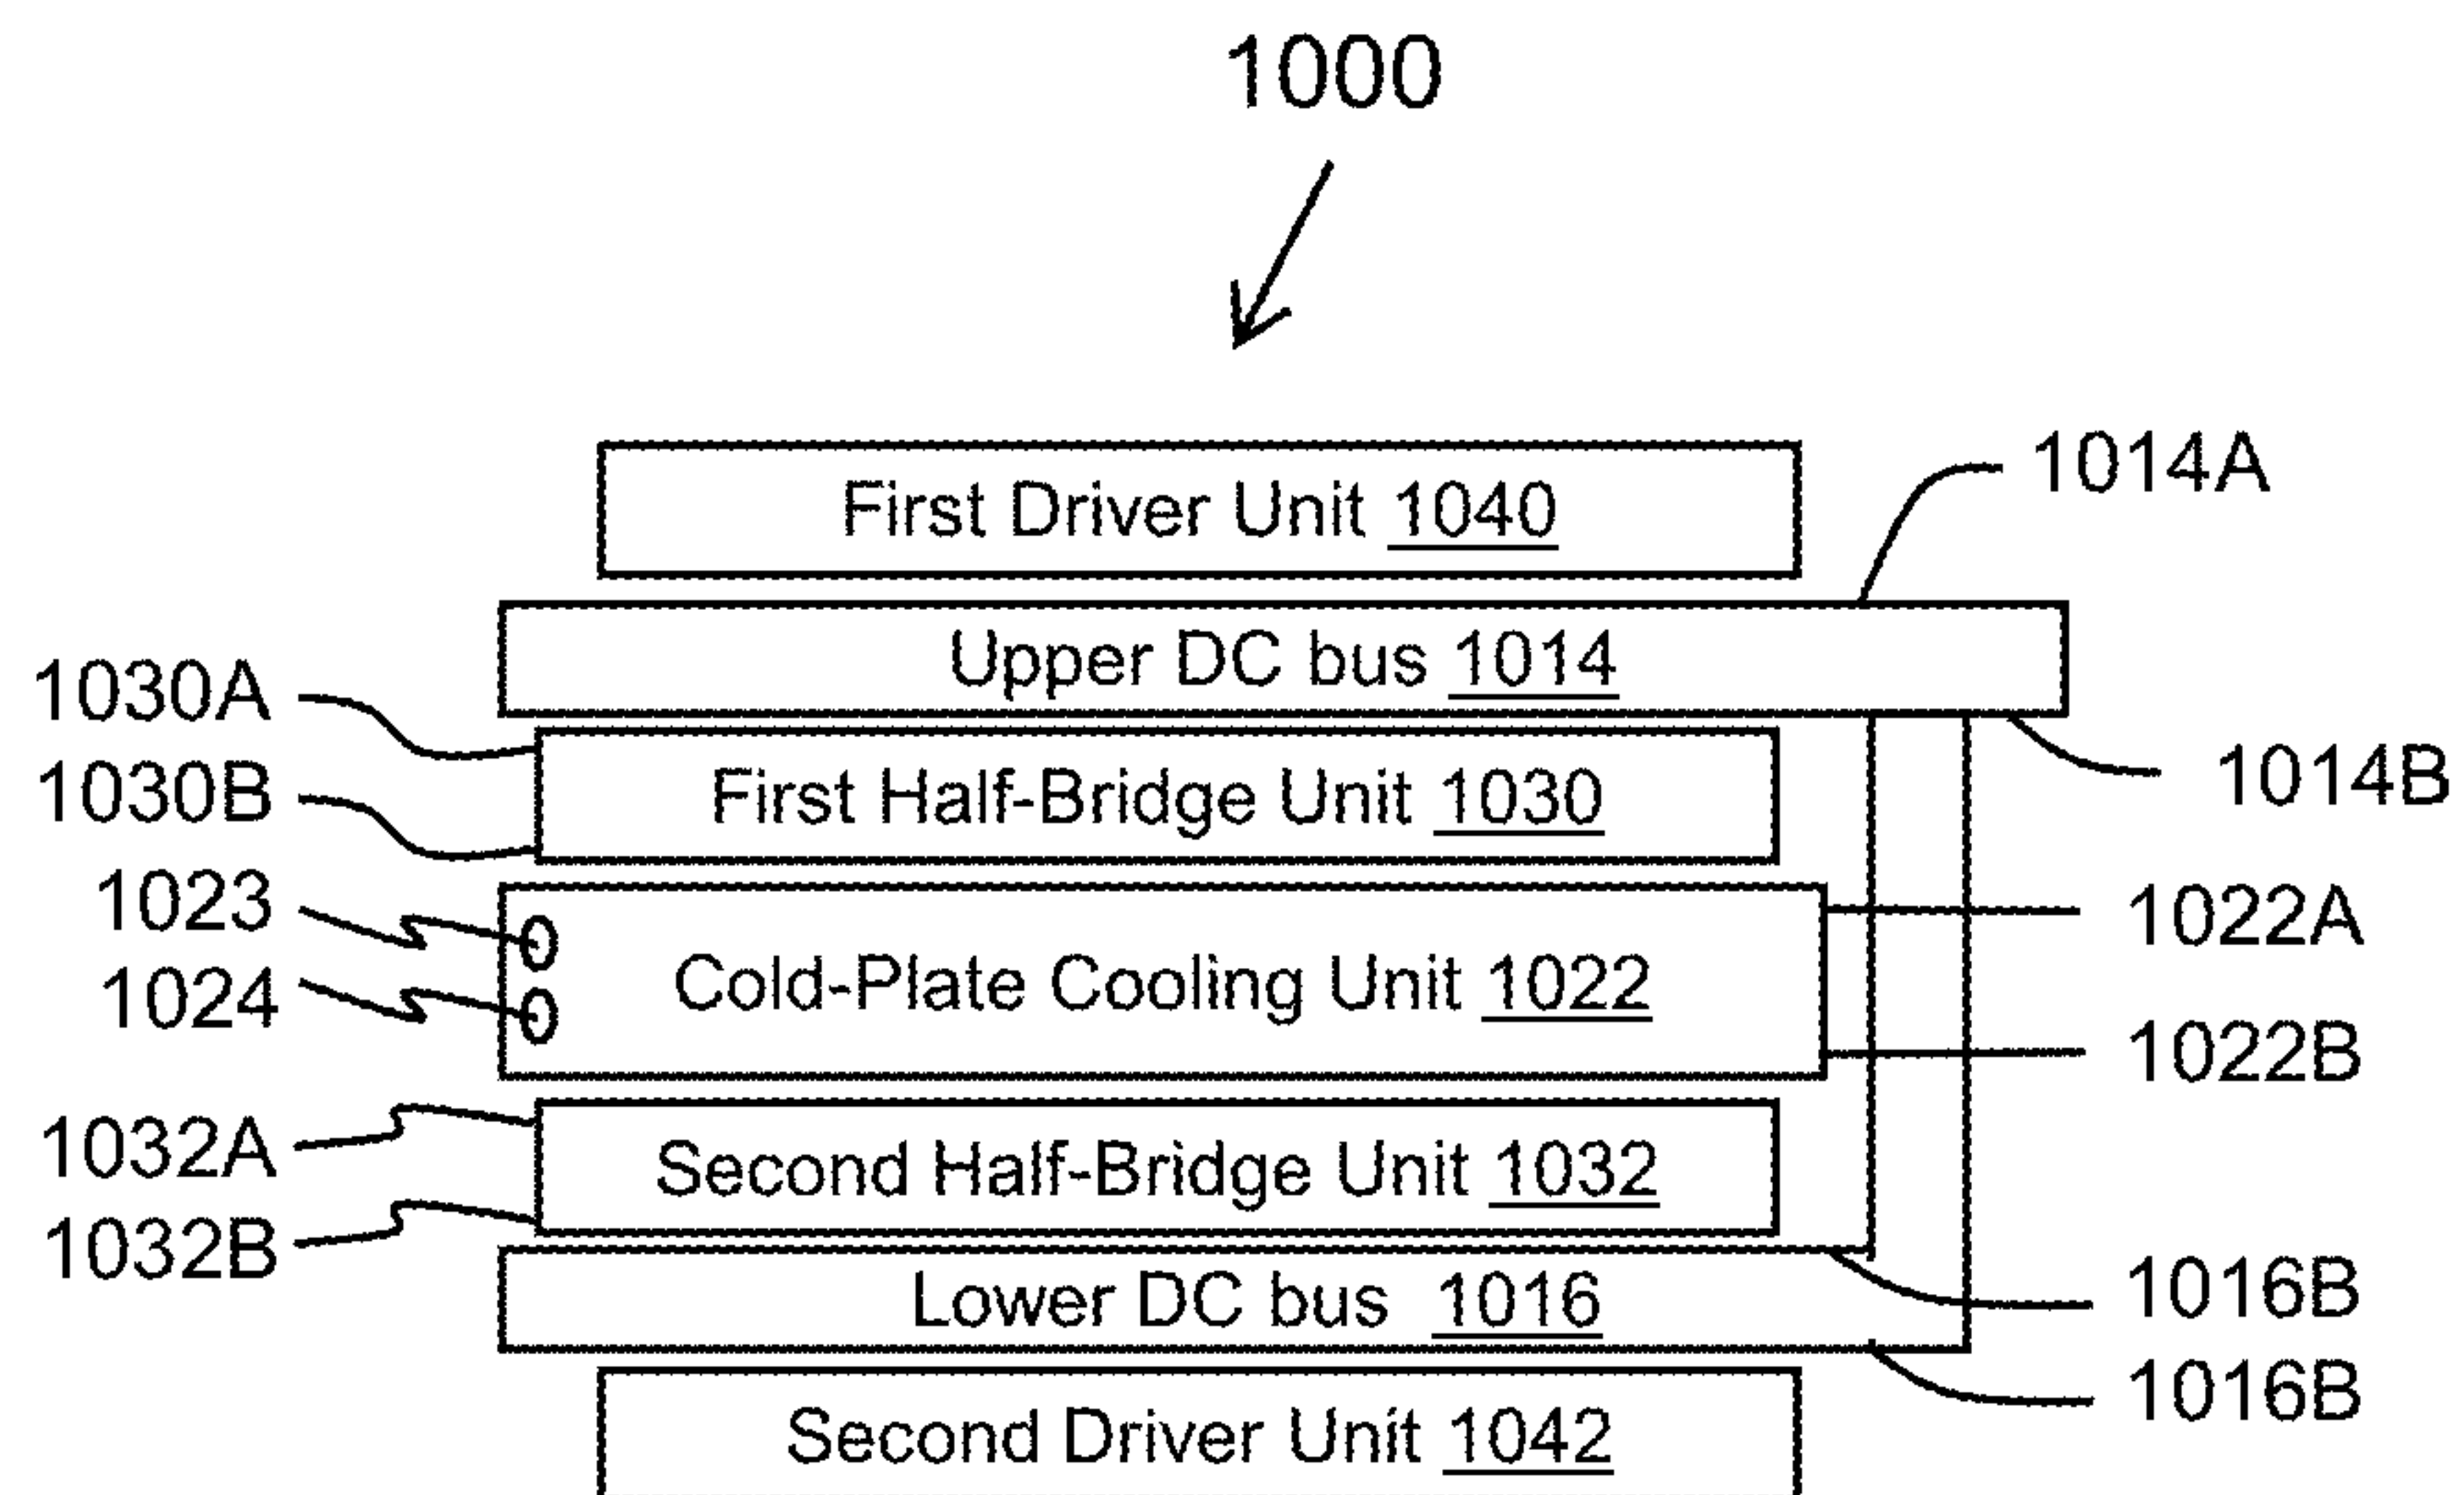 1000
First Driver Unit 1040
1014A
Upper DC bus 1014
1030A
1014B
1030B
First Half-Bridge Unit 1030
1023
1022A
Cold-Plate Cooling Unit 1022
1024
1022B
1032A
Second Half-Bridge Unit 1032
1032B
1016B
Lower DC bus 1016
1016B
Second Driver Unit 1042